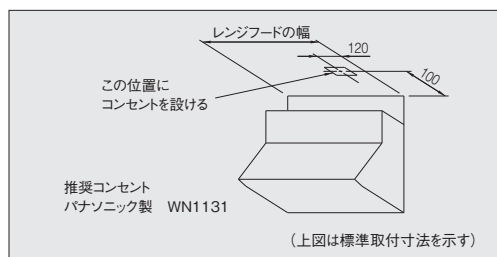 レンジフードの幅
120
100
この位置に
コンセントを設ける
推奨コンセント
パナソニック製 WN1131
(上図は標準取付寸法を示す)